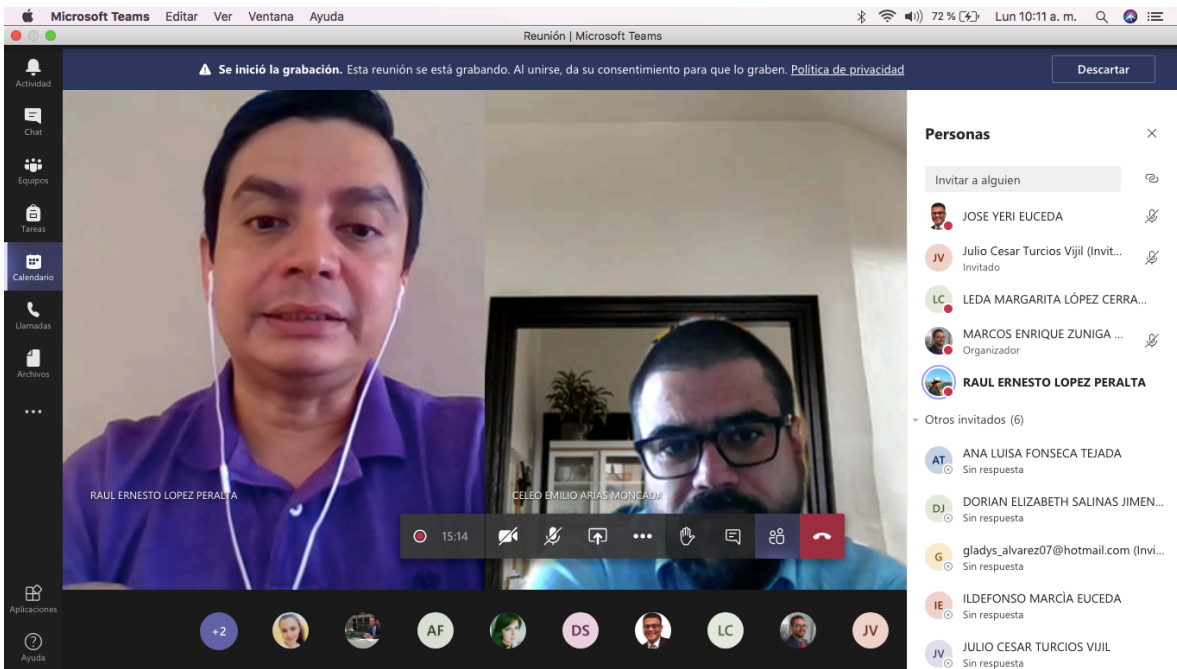 Microsoft Teams Editar Ver Ventana Ayuda
72 % Lun 10:11 a. m.
Reunión | Microsoft Teams
Actividad
Chat
Equipos
Tareas
Calendario
Llamadas
Archivos
Aplicaciones
Ayuda
Se inició la grabación. Esta reunión se está grabando. Al unirse, da su consentimiento para que lo graben. Política de privacidad
Descartar
RAUL ERNESTO LOPEZ PERALTA
CELEO EMILIO ARIAS MONCADA
15:14
+2
AF
DS
LC
JV
Personas
Invitar a alguien
JOSE YERI EUCEDA
JV
Julio Cesar Turcios Vijil (Invit...
Invitado
LC
LEDA MARGARITA LÓPEZ CERRA...
MARCOS ENRIQUE ZUNIGA ...
Organizador
RAUL ERNESTO LOPEZ PERALTA
Otros invitados (6)
AT
ANA LUISA FONSECA TEJADA
Sin respuesta
DJ
DORIAN ELIZABETH SALINAS JIMEN...
Sin respuesta
G
gladys_alvarez07@hotmail.com (Invi...
Sin respuesta
IE
ILDEFONSO MARCÌA EUCEDA
Sin respuesta
JV
JULIO CESAR TURCIOS VIJIL
Sin respuesta